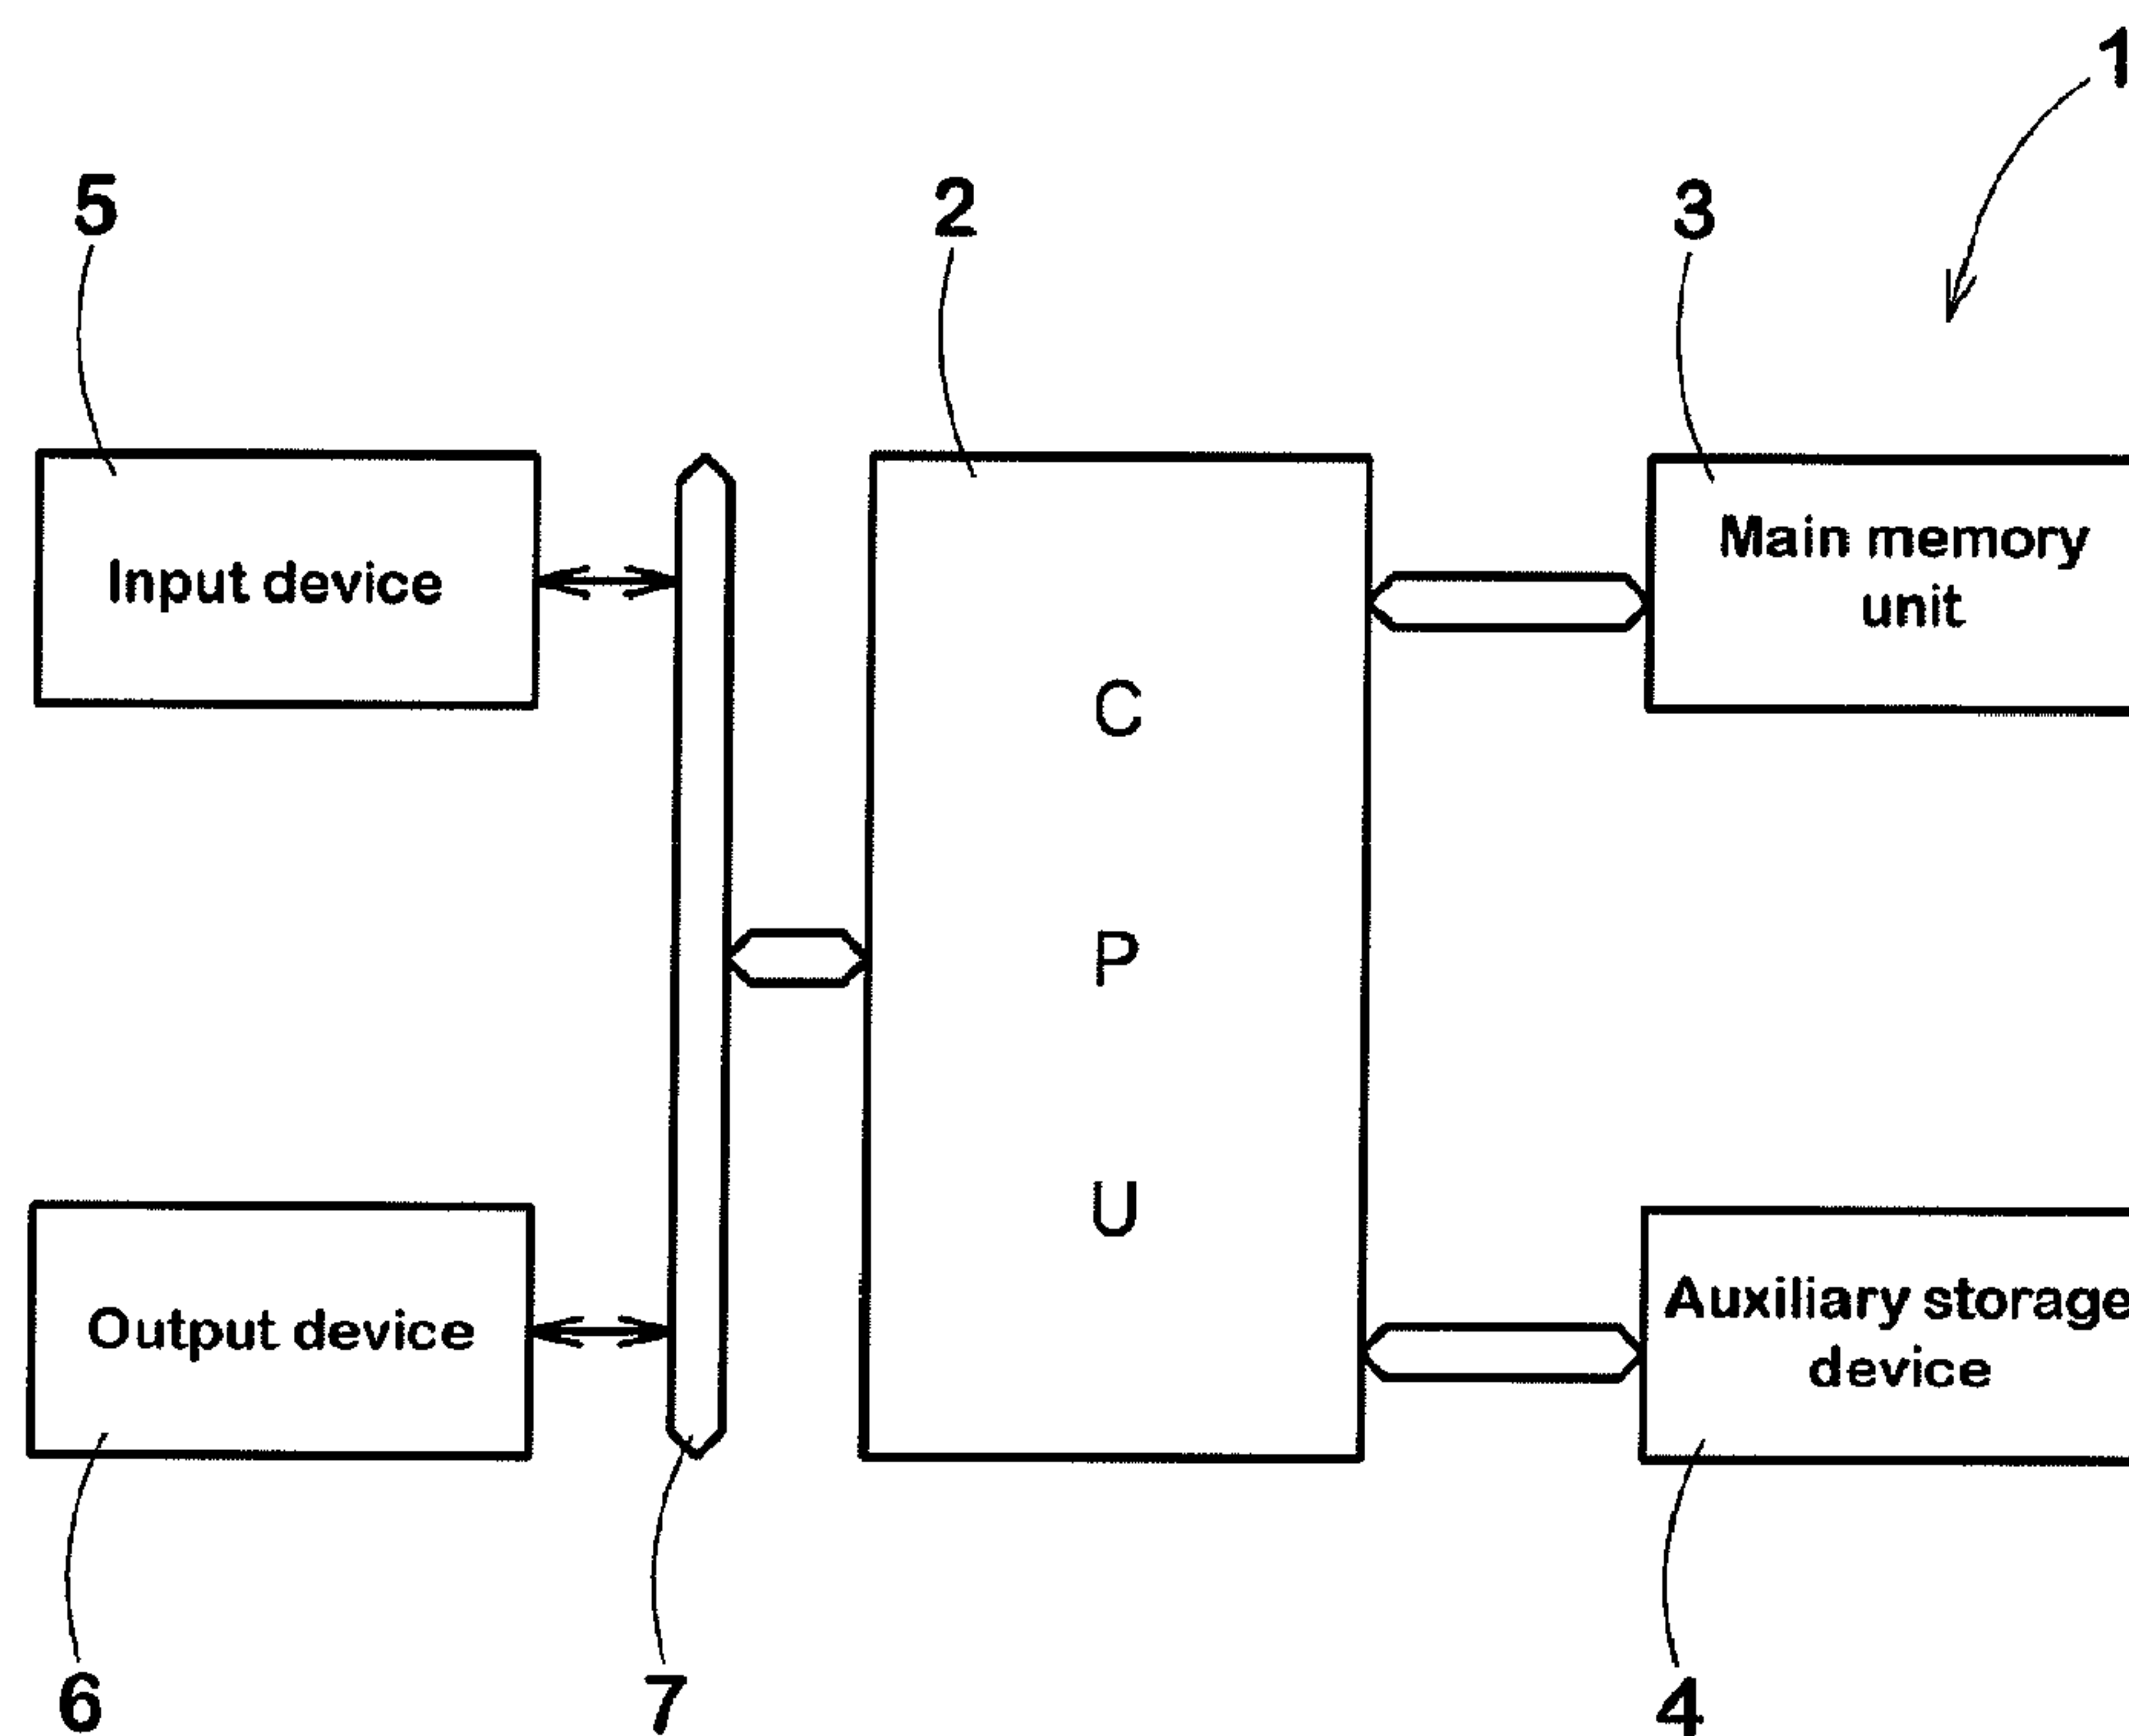 1
5
2
3
Input device
Main memory
unit
C
P
U
Output device
Auxiliary storage
device
6
7
4